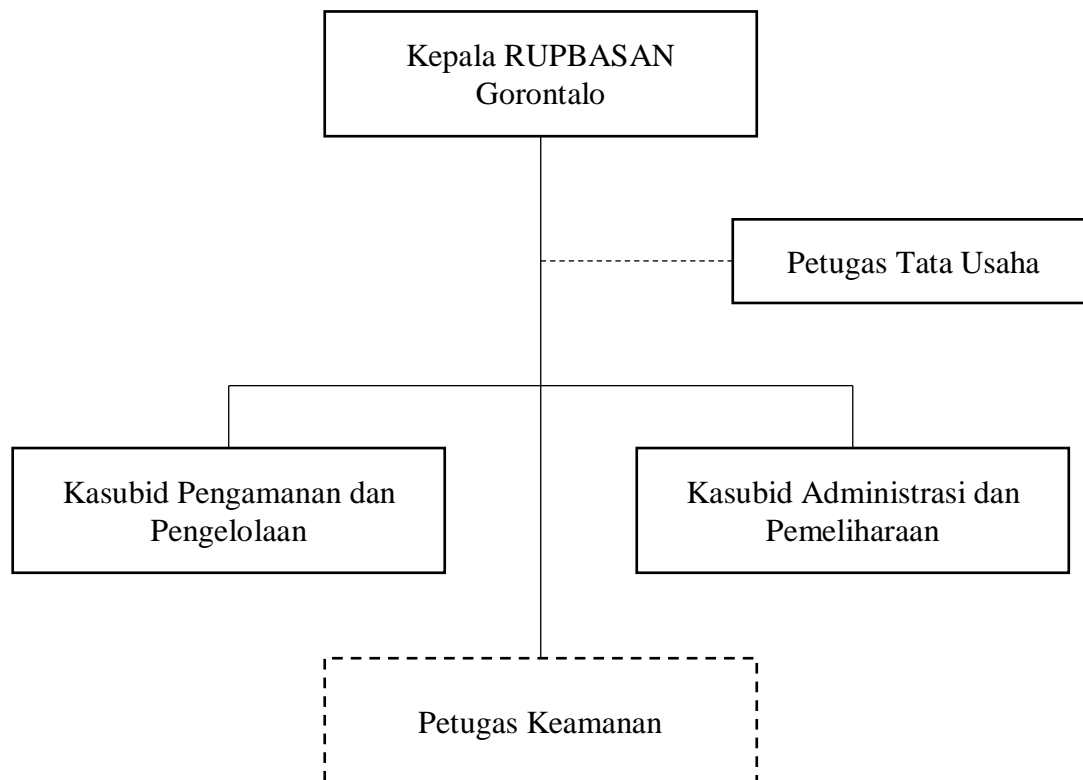 Kepala RUPBASAN
Gorontalo
Petugas Tata Usaha
Kasubid Pengamanan dan
Pengelolaan
Kasubid Administrasi dan
Pemeliharaan
Petugas Keamanan